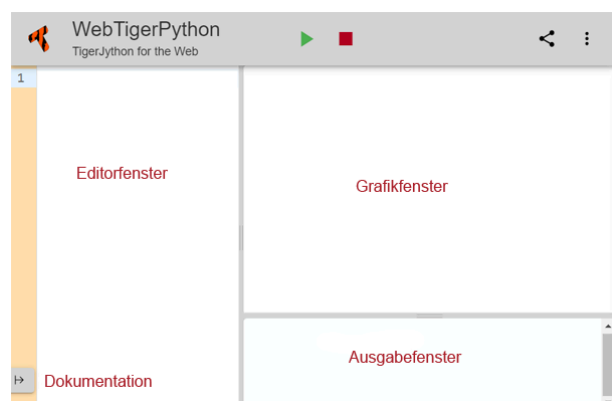 WebTigerPython
TigerJython for the Web
1
Editorfenster
Grafikfenster
Ausgabefenster
Dokumentation